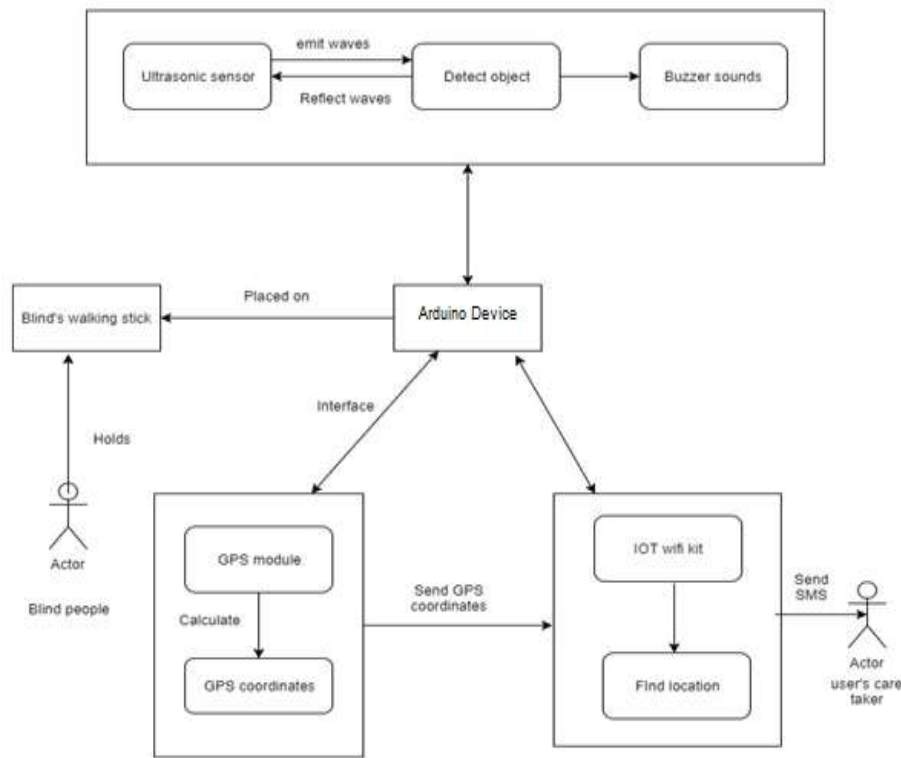 emit waves
Ultrasonic sensor
Detect object
Buzzer sounds
Reflect waves
Placed on
Blind's walking stick
Arduino Device
Interface
Holds
Actor
Blind people
GPS module
Calculate
GPS coordinates
Send GPS
coordinates
IOT wifi kit
Find location
Send
SMS
Actor
user's care
taker